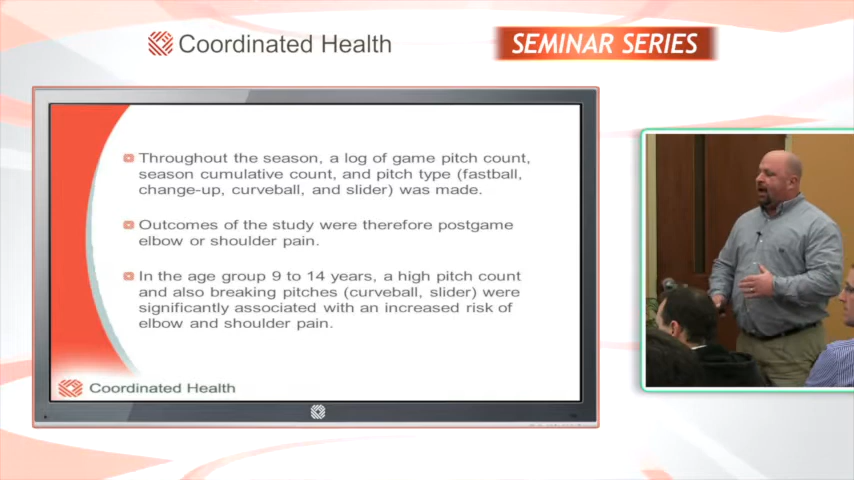 Coordinated Health
SEMINAR SERIES
Throughout the season, a log of game pitch count,
season cumulative count, and pitch type (fastball,
change-up, curveball, and slider) was made.
Outcomes of the study were therefore postgame
elbow or shoulder pain.
In the age group 9 to 14 years, a high pitch count
and also breaking pitches (curveball, slider) were
significantly associated with an increased risk of
elbow and shoulder pain.
Coordinated Health